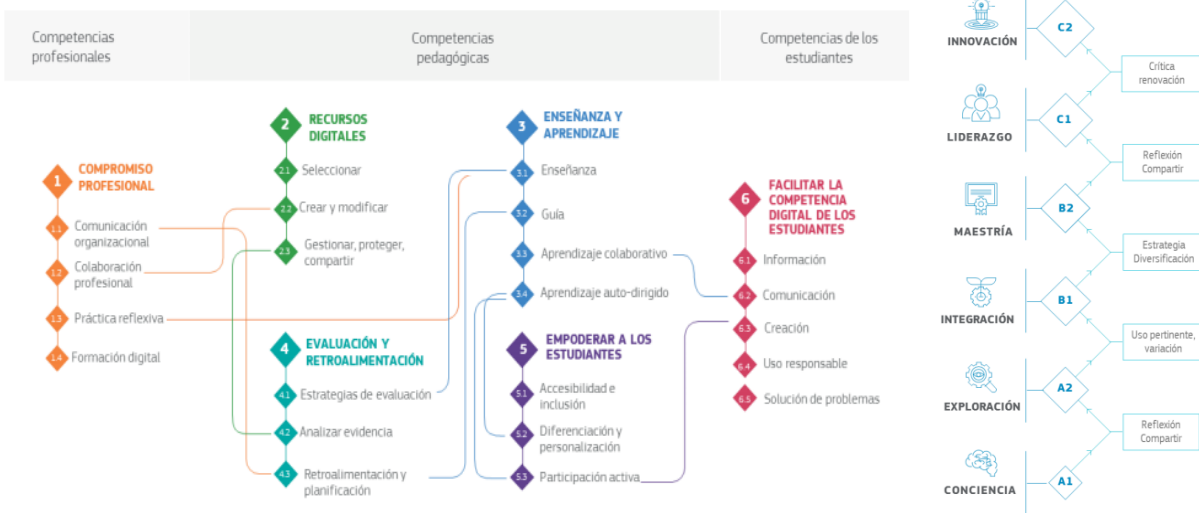 Competencias
profesionales
Competencias
pedagógicas
Competencias de los
estudiantes
1
COMPROMISO
PROFESIONAL
1.1
Comunicación
organizacional
1.2
Colaboración
profesional
1.3
Práctica reflexiva
1.4
Formación digital
2
RECURSOS
DIGITALES
2.1
Seleccionar
2.2
Crear y modificar
2.3
Gestionar, proteger,
compartir
3
ENSEÑANZA Y
APRENDIZAJE
3.1
Enseñanza
3.2
Guía
3.3
Aprendizaje colaborativo
3.4
Aprendizaje auto-dirigido
4
EVALUACIÓN Y
RETROALIMENTACIÓN
4.1
Estrategias de evaluación
4.2
Analizar evidencia
4.3
Retroalimentación y
planificación
5
EMPODERAR A LOS
ESTUDIANTES
5.1
Accesibilidad e
inclusión
5.2
Diferenciación y
personalización
5.3
Participación activa
6
FACILITAR LA
COMPETENCIA
DIGITAL DE LOS
ESTUDIANTES
6.1
Información
6.2
Comunicación
6.3
Creación
6.4
Uso responsable
6.5
Solución de problemas
INNOVACIÓN
C2
Crítica
renovación
LIDERAZGO
C1
Reflexión
Compartir
MAESTRÍA
B2
Estrategia
Diversificación
INTEGRACIÓN
B1
Uso pertinente,
variación
EXPLORACIÓN
A2
Reflexión
Compartir
CONCIENCIA
A1